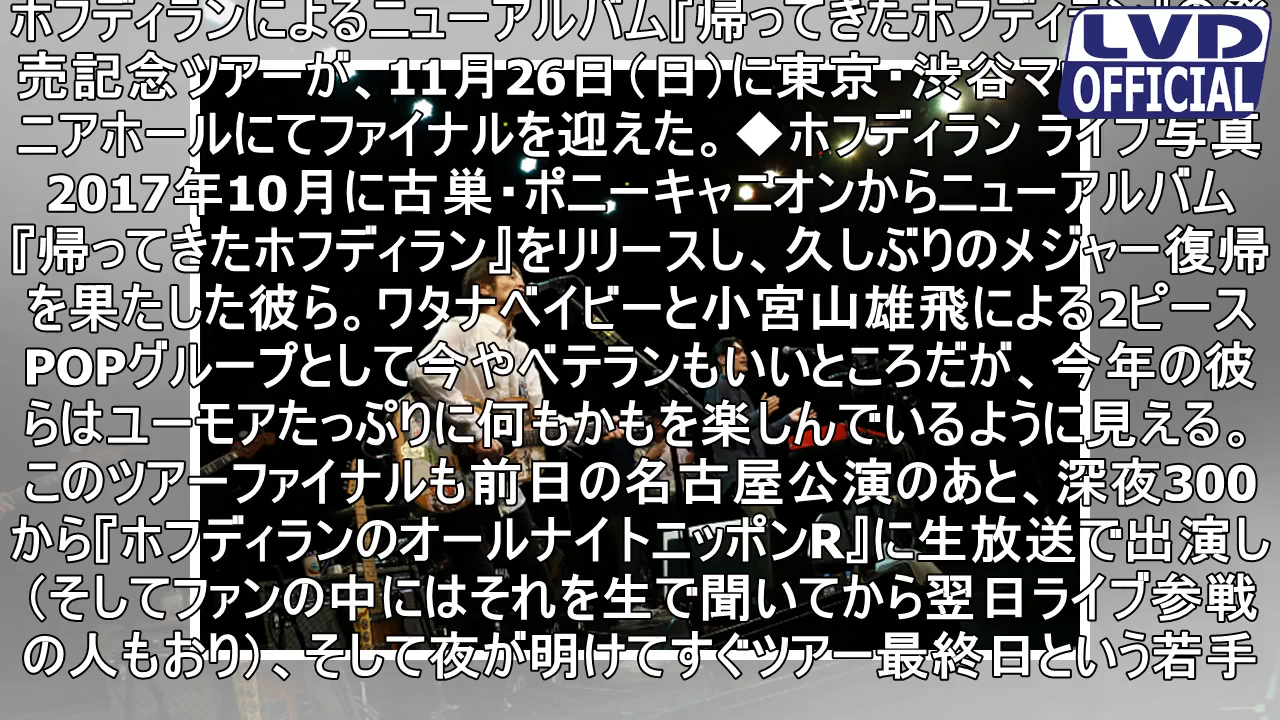 ホフディランによるニューアルバム『帰ってきたホフディラン』の発
売記念ツアーが、11月26日（日）に東京・渋谷マ
ニアホールにてファイナルを迎えた。◆ホフディラン ライブ写真
2017年10月に古巣・ポニーキャニオンからニューアルバム
『帰ってきたホフディラン』をリリースし、久しぶりのメジャー復帰
を果たした彼ら。ワタナベイビーと小宮山雄飛による2ピース
POPグループとして今やベテランもいいところだが、今年の彼
らはユーモアたっぷりに何もかもを楽しんでいるように見える。
このツアーファイナルも前日の名古屋公演のあと、深夜300
から『ホフディランのオールナイトニッポンR』に生放送で出演し
（そしてファンの中にはそれを生で聞いてから翌日ライブ参戦
の人もおり）、そして夜が明けてすぐツアー最終日という若手
LVD
OFFICIAL